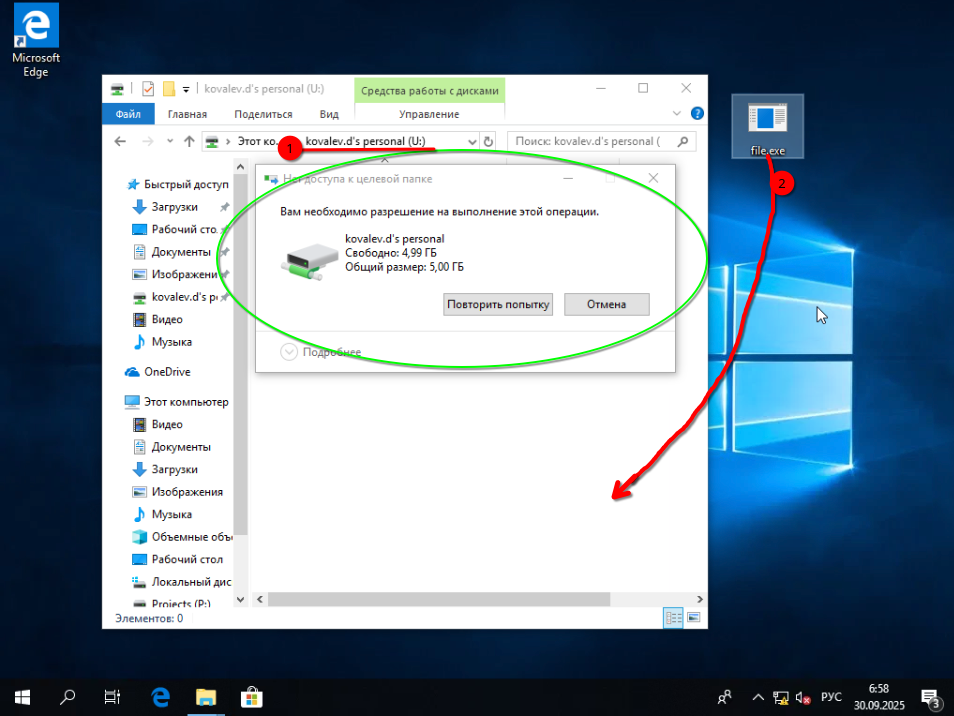 Microsoft
Edge
kovalev.d's personal (U:)
Средства работы с дисками
Файл
Главная
Поделиться
Вид
Управление
Этот ко...
1
kovalev.d's personal (U:)
Поиск: kovalev.d's personal (
file.exe
2
Быстрый доступ
Загрузки
Рабочий сто
Документы
Изображени
kovalev.d's p
Видео
Музыка
OneDrive
Этот компьютер
Видео
Документы
Загрузки
Изображения
Музыка
Объемные объ
Рабочий стол
Локальный дис
Projects (P:)
Нет доступа к целевой папке
Вам необходимо разрешение на выполнение этой операции.
kovalev.d's personal
Свободно: 4,99 ГБ
Общий размер: 5,00 ГБ
Повторить попытку
Отмена
Подробнее
Элементов: 0
РУС
6:58
30.09.2025
3